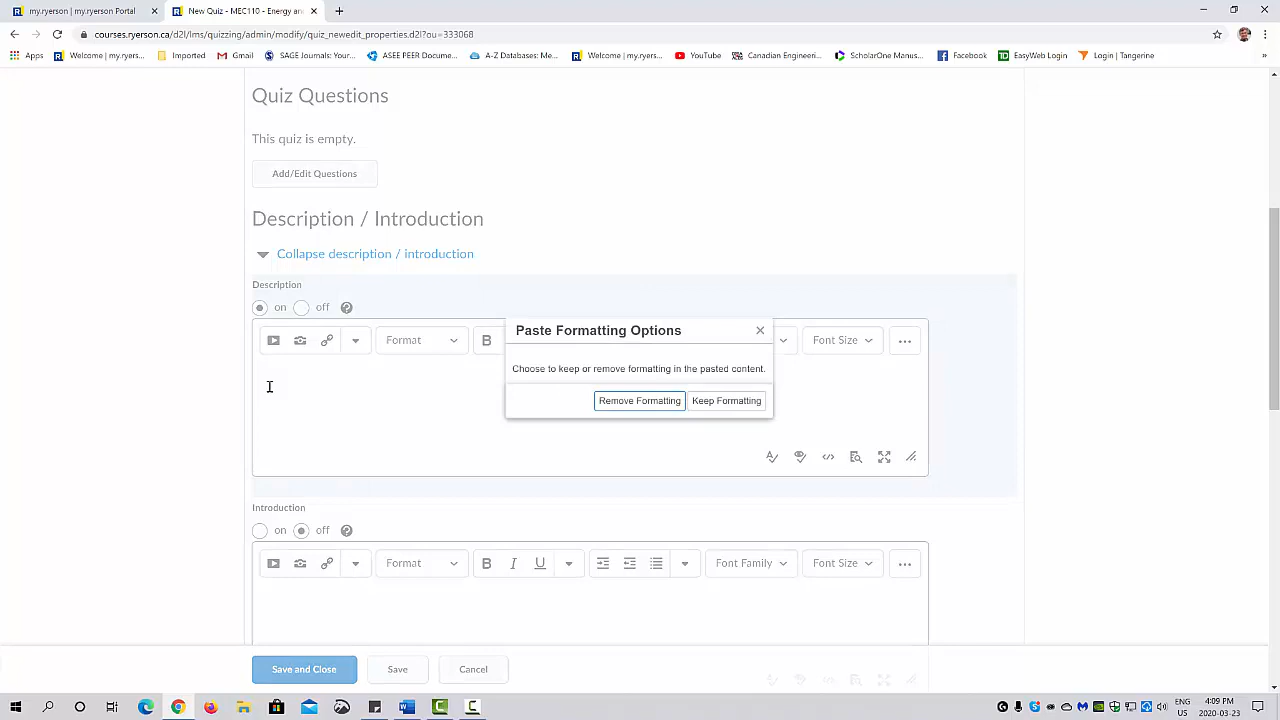 my.ryerson | my.ryerson Portal
New Quiz - MEC110 - Energy an
courses.ryerson.ca/d2l/lms/quizzing/admin/modify/quiz_newedit_properties.d2l?ou=333068
Apps
Welcome | my.ryers...
Imported
Gmail
SAGE Journals: Your...
ASEE PEER Docume...
A-Z Databases: Me...
Welcome | my.ryers...
YouTube
Canadian Engineeri...
ScholarOne Manus...
Facebook
EasyWeb Login
Login | Tangerine
Quiz Questions
This quiz is empty.
Add/Edit Questions
Description / Introduction
Collapse description / introduction
Description
on off
Format B Font Size
Paste Formatting Options
Choose to keep or remove formatting in the pasted content.
Remove Formatting Keep Formatting
Introduction
on off
Format B I U Font Family Font Size
Save and Close Save Cancel
ENG 4:09 PM
US 2020-03-23